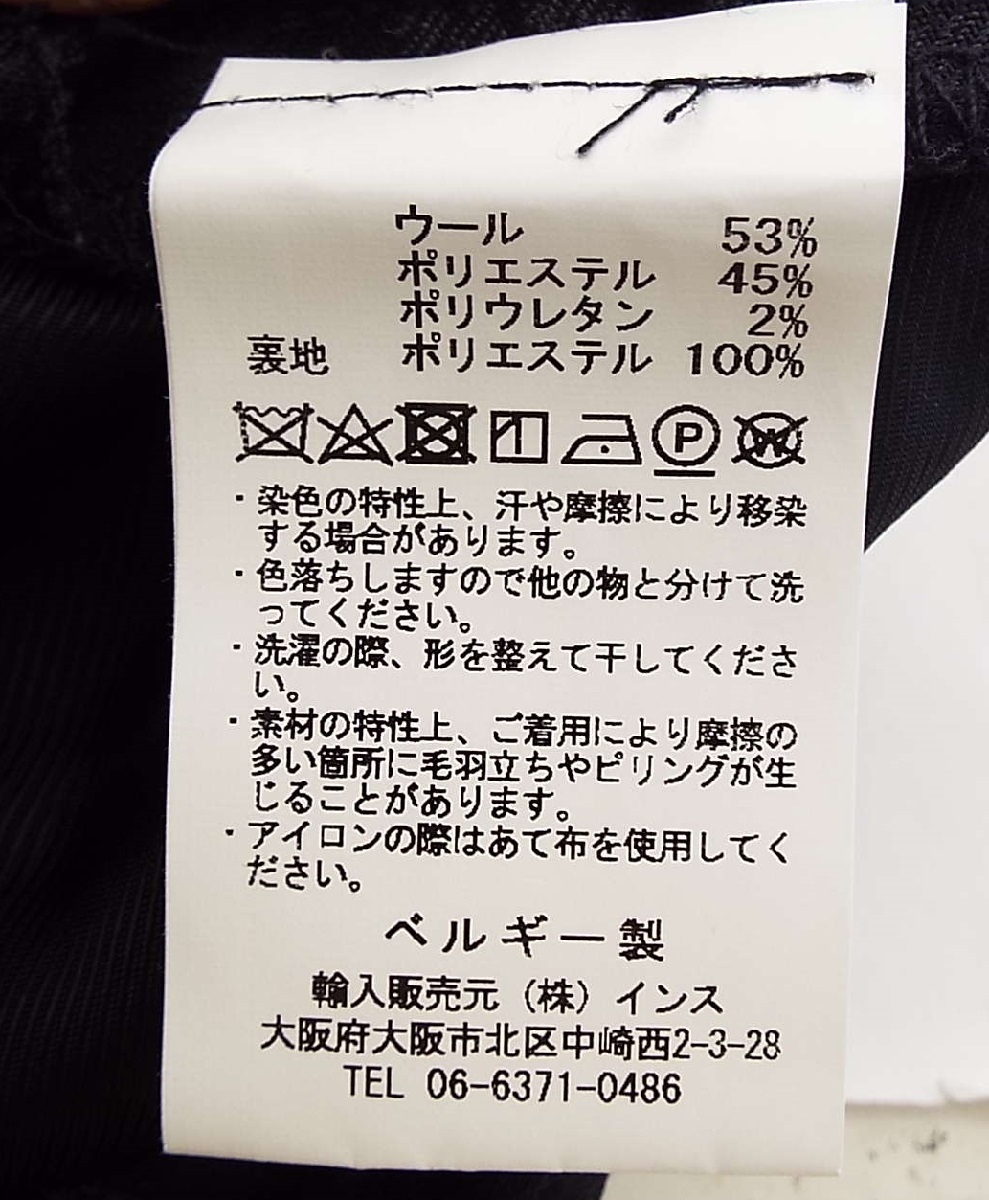 ウール 53%
ポリエステル 45%
ポリウレタン 2%
裏地 ポリエステル 100%
P W
・染色の特性上、汗や摩擦により移染
する場合があります。
・色落ちしますので他の物と分けて洗
ってください。
・洗濯の際、形を整えて干してくださ
い。
・素材の特性上、ご着用により摩擦の
多い箇所に毛羽立ちやピリングが生
じることがあります。
・アイロンの際はあて布を使用してく
ださい。
ベルギー製
輸入販売元（株）インス
大阪府大阪市北区中崎西2-3-28
TEL 06-6371-0486